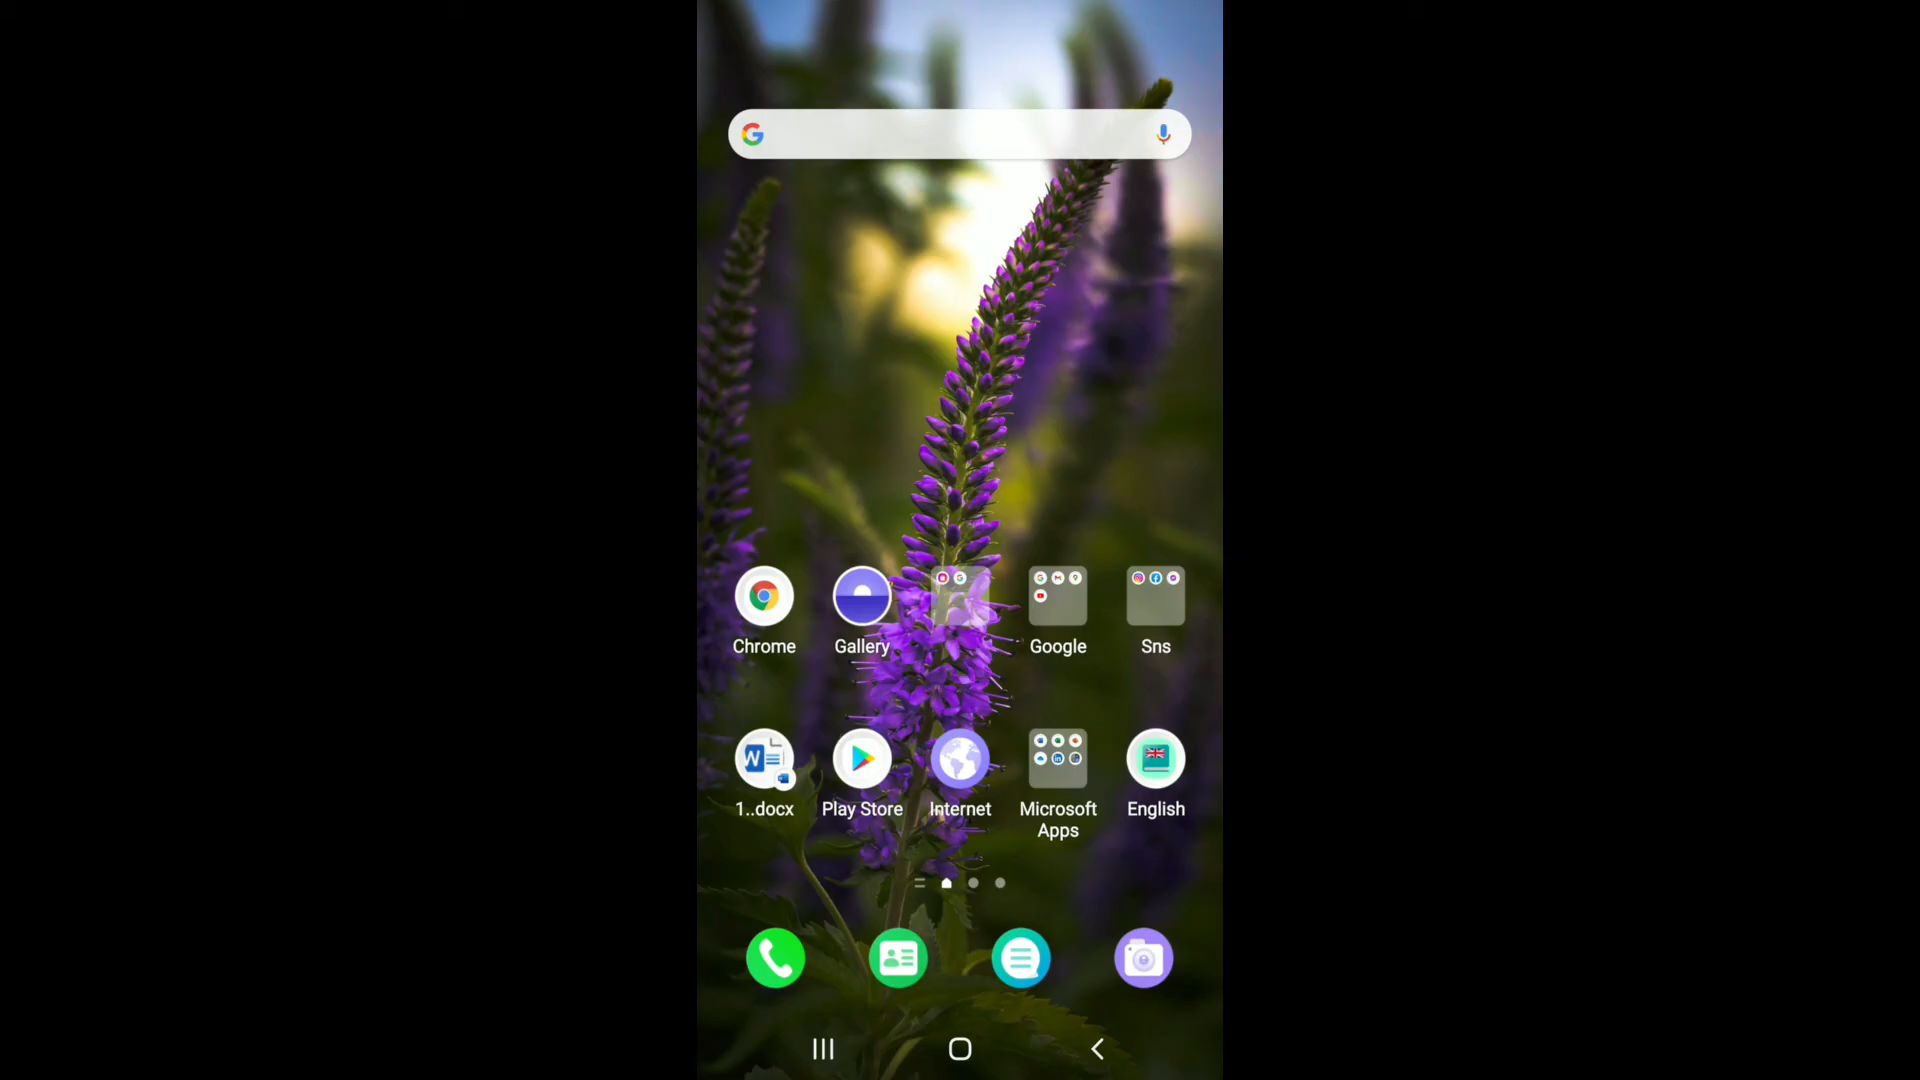 Chrome
Gallery
Google
Sns
1..docx
Play Store
Internet
Microsoft
Apps
English